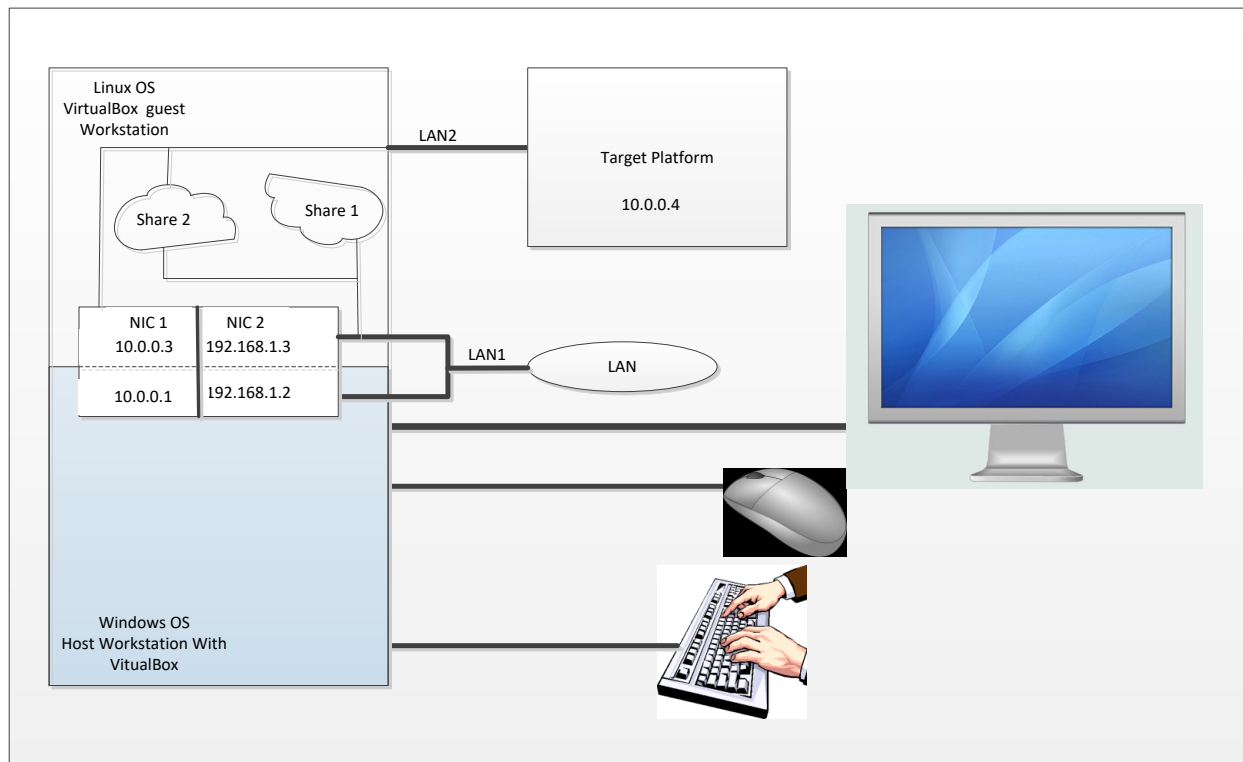 Linux OS
VirtualBox guest
Workstation
LAN2
Target Platform
10.0.0.4
Share 2
Share 1
NIC 1
NIC 2
10.0.0.3
192.168.1.3
LAN1
LAN
10.0.0.1
192.168.1.2
Windows OS
Host Workstation With
VitualBox